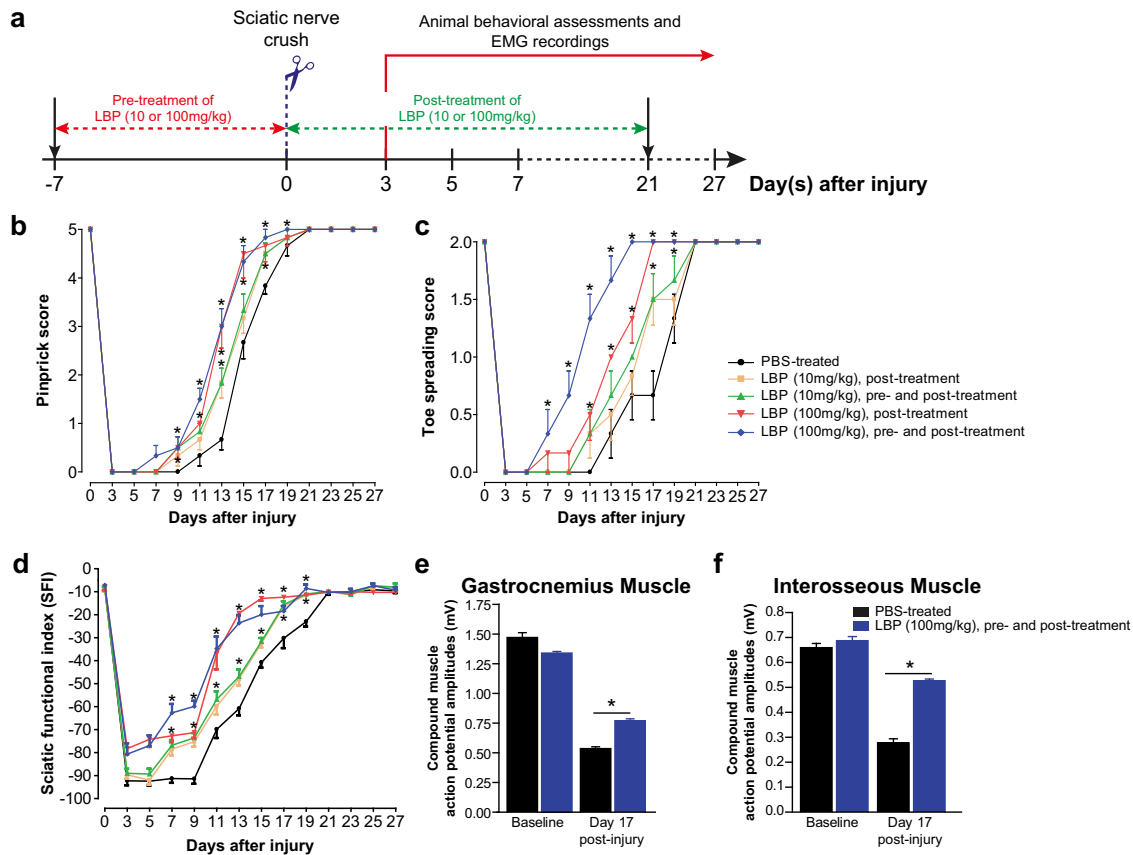 a
Sciatic nerve
crush
Animal behavioral assessments and
EMG recordings
Pre-treatment of
LBP (10 or 100mg/kg)
Post-treatment of
LBP (10 or 100mg/kg)
-7 0 3 5 7 21 27 Day(s) after injury
b
Pinprick score
5
4
3
2
1
0
* * * * * * * * * * * *
0 3 5 7 9 11 13 15 17 19 21 23 25 27
Days after injury
c
Toe spreading score
2.0
1.5
1.0
0.5
0.0
* * * * * * * * * * * *
0 3 5 7 9 11 13 15 17 19 21 23 25 27
Days after injury
PBS-treated
LBP (10mg/kg), post-treatment
LBP (10mg/kg), pre- and post-treatment
LBP (100mg/kg), post-treatment
LBP (100mg/kg), pre- and post-treatment
d
Sciatic functional index (SFI)
0
-10
-20
-30
-40
-50
-60
-70
-80
-90
-100
* * * * * * * * * * * * * *
0 3 5 7 9 11 13 15 17 19 21 23 25 27
Days after injury
e
Gastrocnemius Muscle
Compound muscle
action potential amplitudes (mV)
1.75
1.50
1.25
1.00
0.75
0.50
0.25
0.00
*
Baseline Day 17
post-injury
f
Interosseous Muscle
Compound muscle
action potential amplitudes (mV)
0.8
0.7
0.6
0.5
0.4
0.3
0.2
0.1
0.0
PBS-treated
LBP (100mg/kg), pre- and post-treatment
*
Baseline Day 17
post-injury